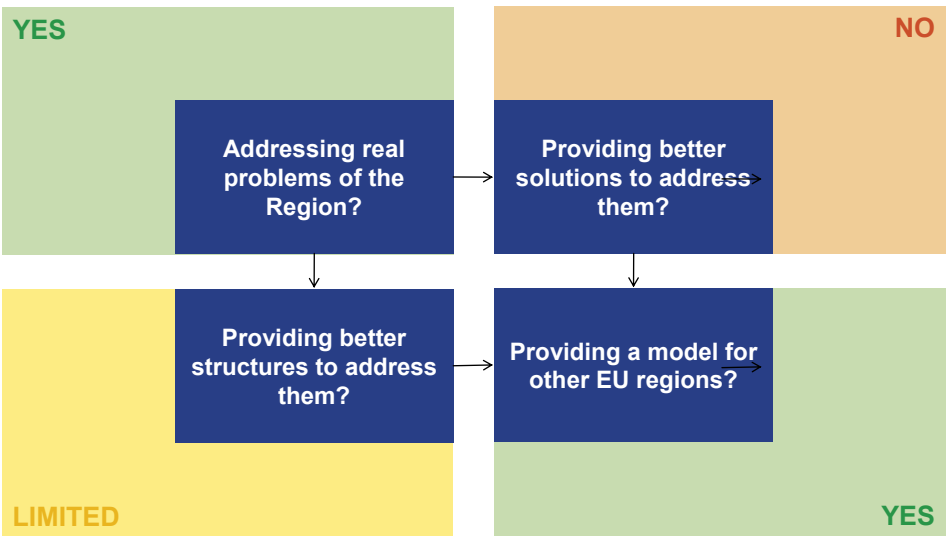 YES
NO
Addressing real
problems of the
Region?
Providing better
solutions to address
them?
Providing better
structures to address
them?
Providing a model for
other EU regions?
LIMITED
YES